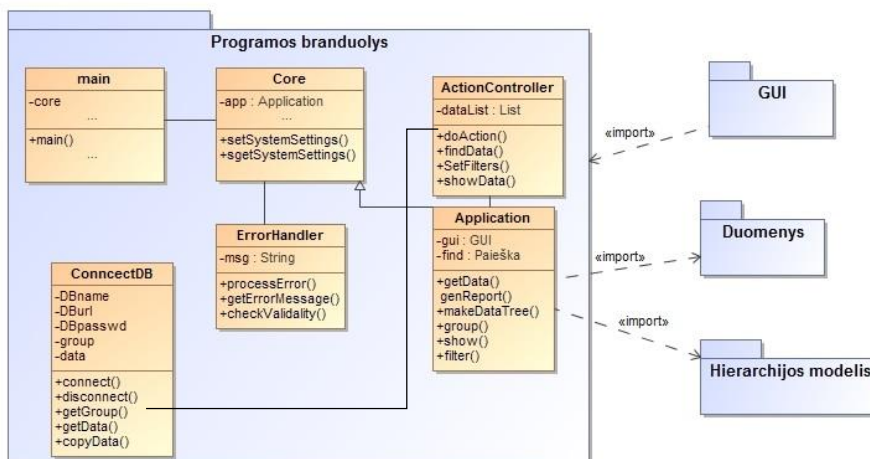 Programos branduolys
main
-core
...
+main()
...
Core
-app : Application
...
+setSystemSettings()
+sgetSystemSettings()
ActionController
-dataList : List
+doAction()
+findData()
+SetFilters()
+showData()
ErrorHandler
-msg : String
+processError()
+getErrorMessage()
+checkValidality()
Application
-gui : GUI
-find : Paieška
+getData()
genReport()
+makeDataTree()
+group()
+show()
+filter()
ConncectDB
-DBname
-DBurl
-DBpasswd
-group
-data
+connect()
+disconnect()
+getGroup()
+getData()
+copyData()
«import»
GUI
«import»
Duomenys
«import»
Hierarchijos modelis